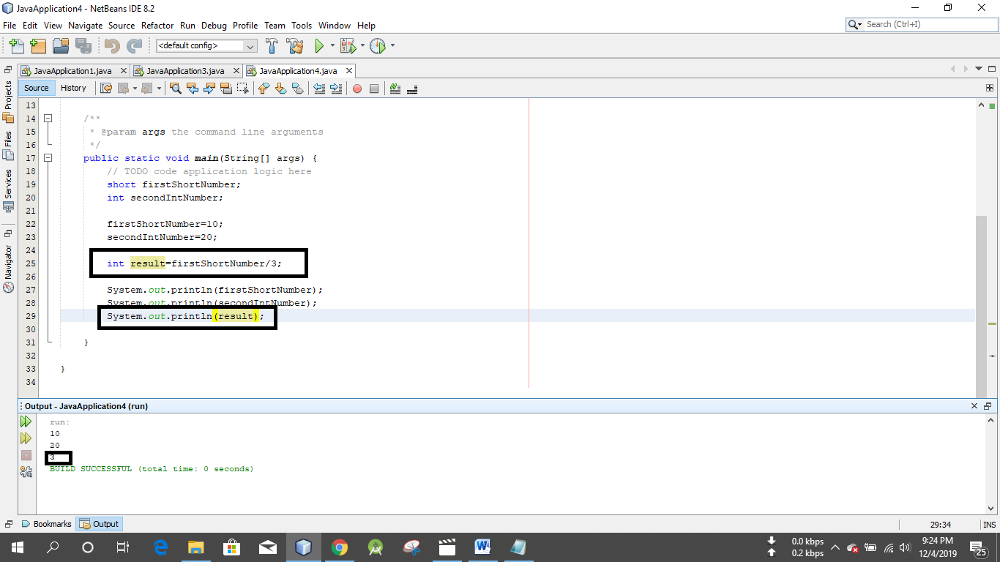 JavaApplication4 - NetBeans IDE 8.2
File Edit View Navigate Source Refactor Run Debug Profile Team Tools Window Help
Search (Ctrl+I)
<default config>
JavaApplication1.java
JavaApplication3.java
JavaApplication4.java
Source History
Projects
Files
Services
Navigator
13
14 /**
15 * @param args the command line arguments
16 */
17 public static void main(String[] args) {
18 // TODO code application logic here
19 short firstShortNumber;
20 int secondIntNumber;
21
22 firstShortNumber=10;
23 secondIntNumber=20;
24
25 int result=firstShortNumber/3;
26
27 System.out.println(firstShortNumber);
28 System.out.println(secondIntNumber);
29 System.out.println(result);
30
31 }
32
33 }
34
Output - JavaApplication4 (run)
run:
10
20
3
BUILD SUCCESSFUL (total time: 0 seconds)
Bookmarks Output
29:34 INS
0.0 kbps
0.2 kbps
9:24 PM
12/4/2019
25